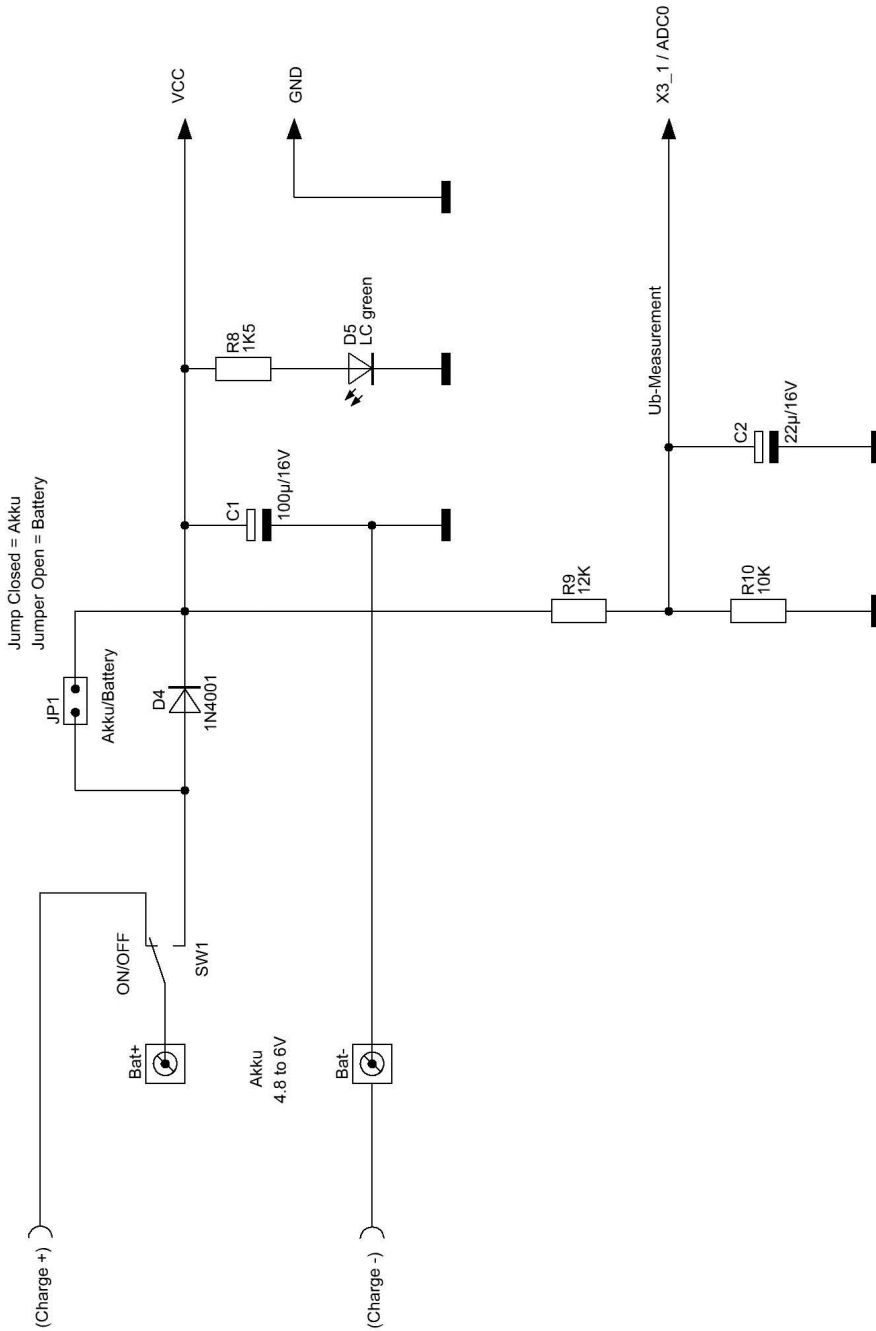 Jump Closed = Akku
Jumper Open = Battery
JP1
Akku/Battery
(Charge +)
ON/OFF
SW1
Bat+
D4
1N4001
VCC
R8
1K5
C1
100µ/16V
D5
LC green
GND
Akku
4.8 to 6V
Bat-
(Charge -)
R9
12K
Ub-Measurement
X3_1 / ADC0
R10
10K
C2
22µ/16V